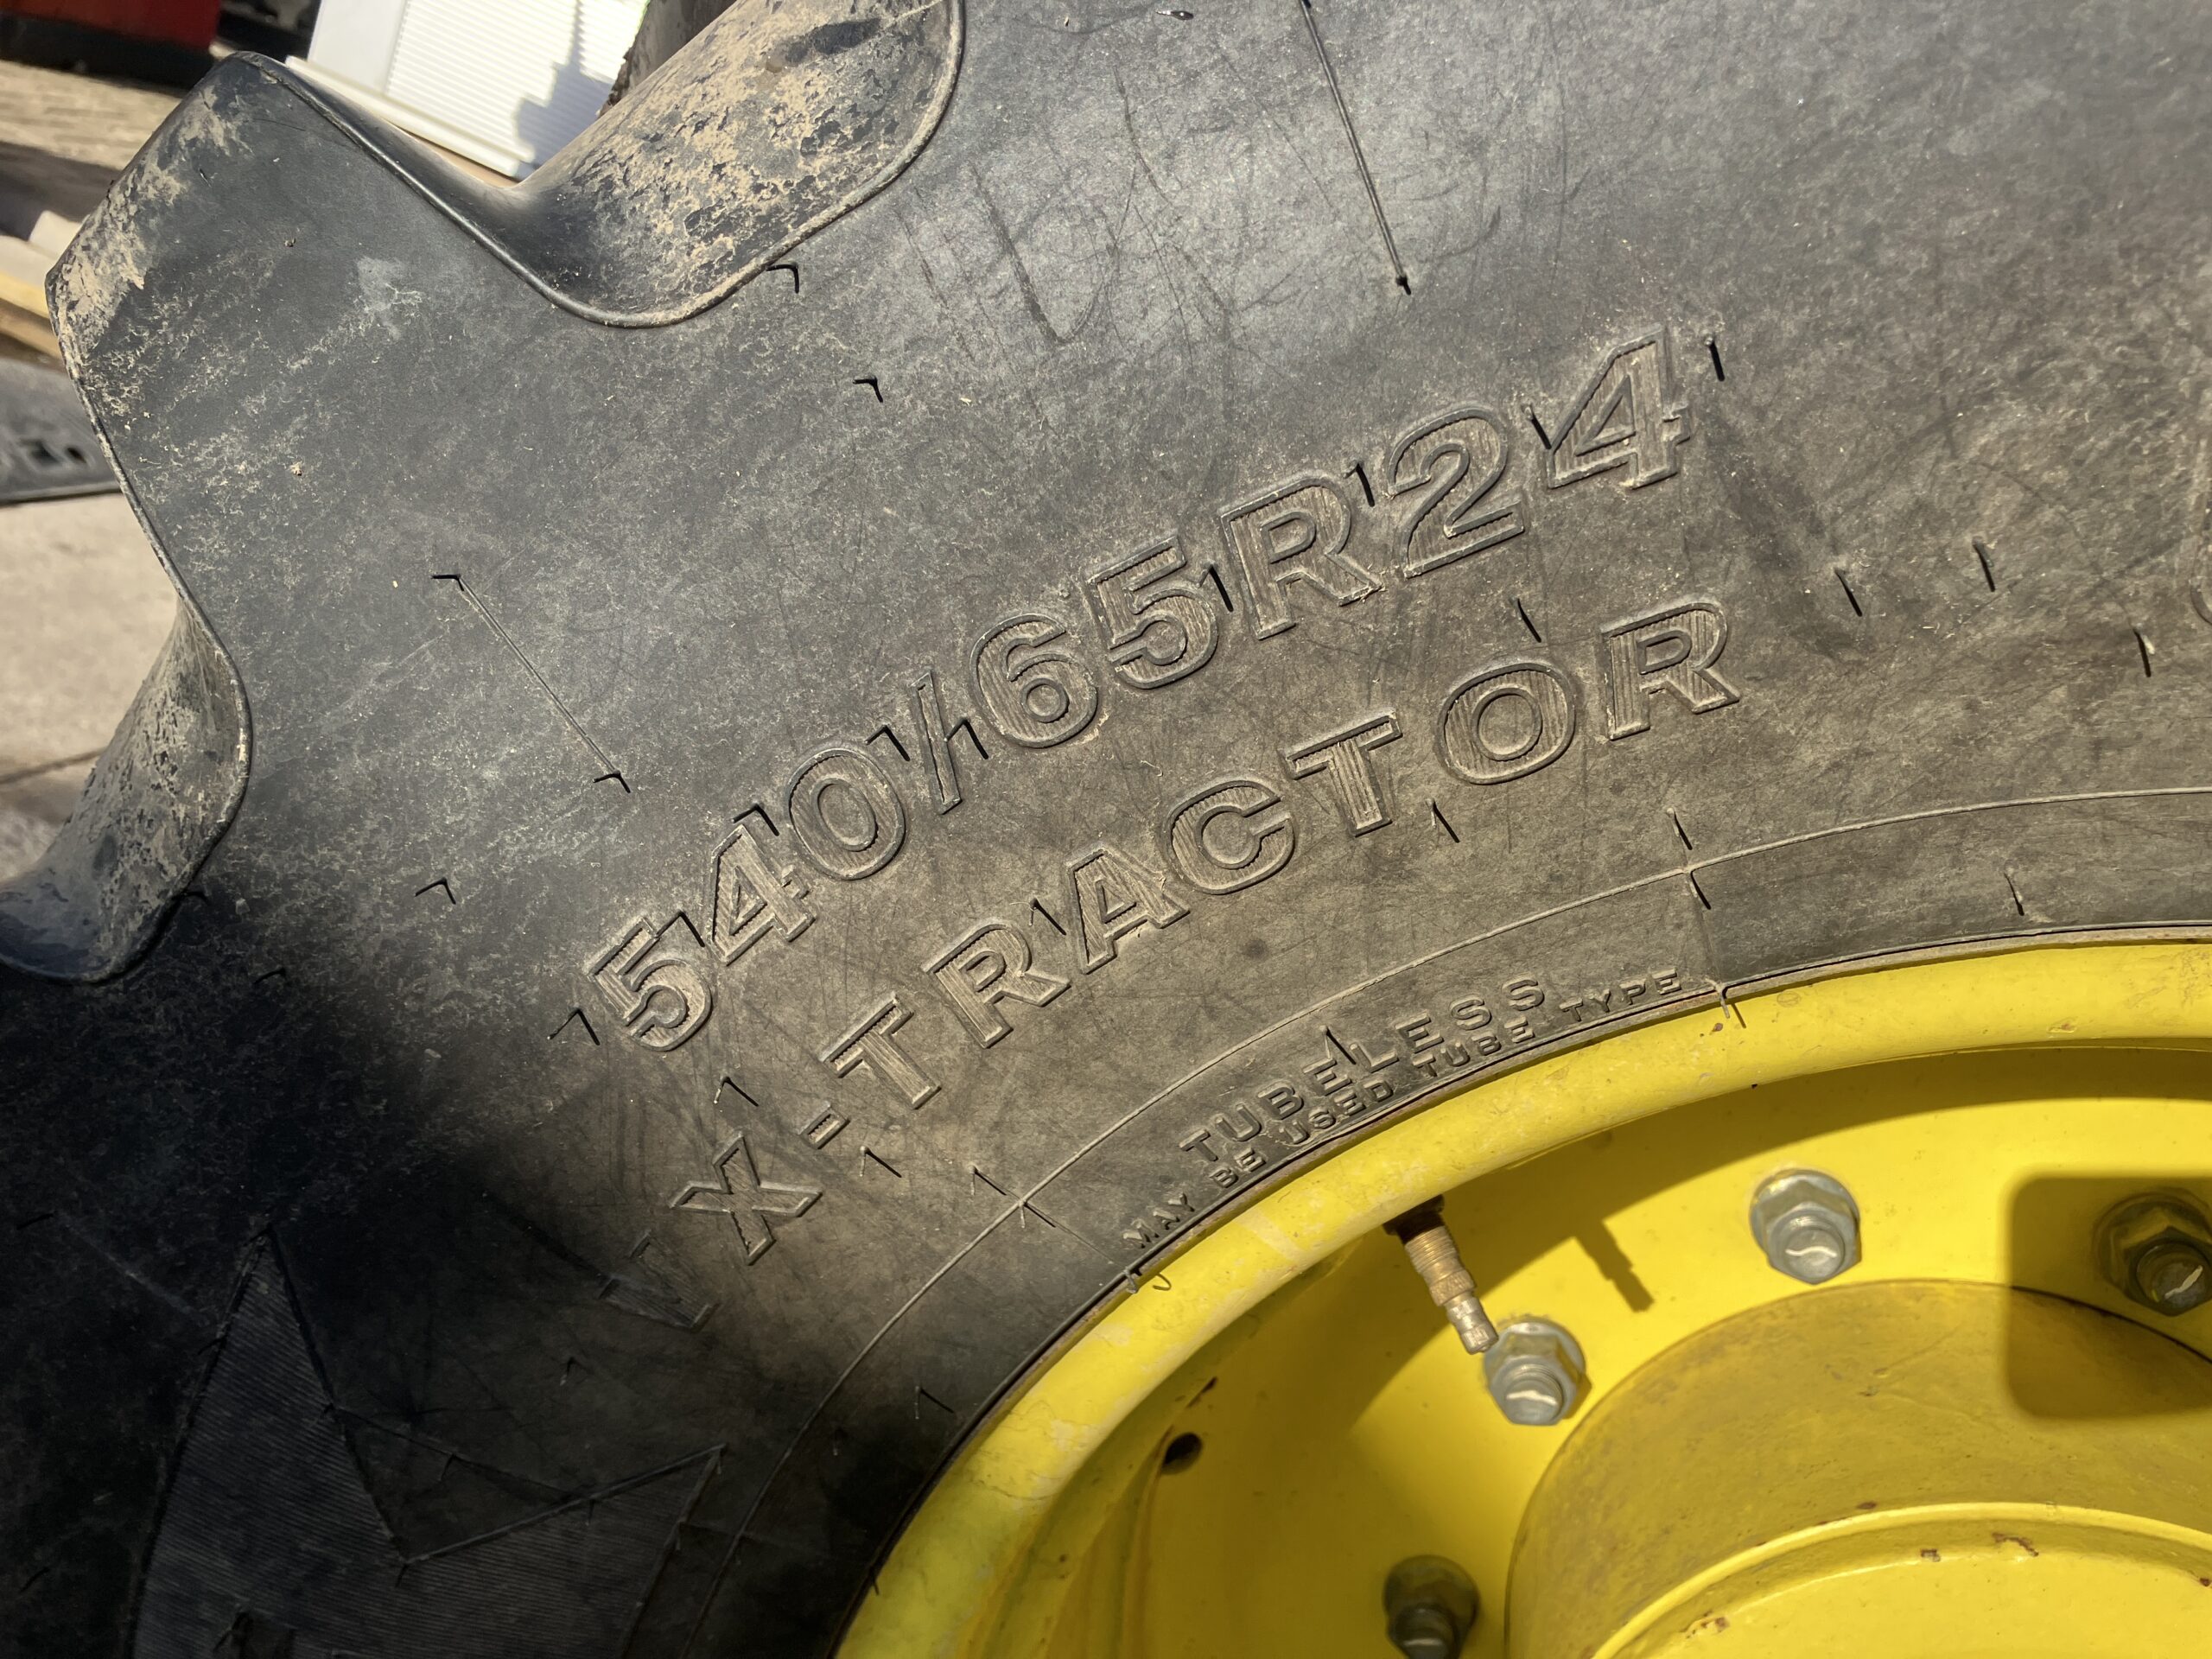 540/65R24
X-TRACTOR
TUBELESS
MAY BE USED TUBE TYPE